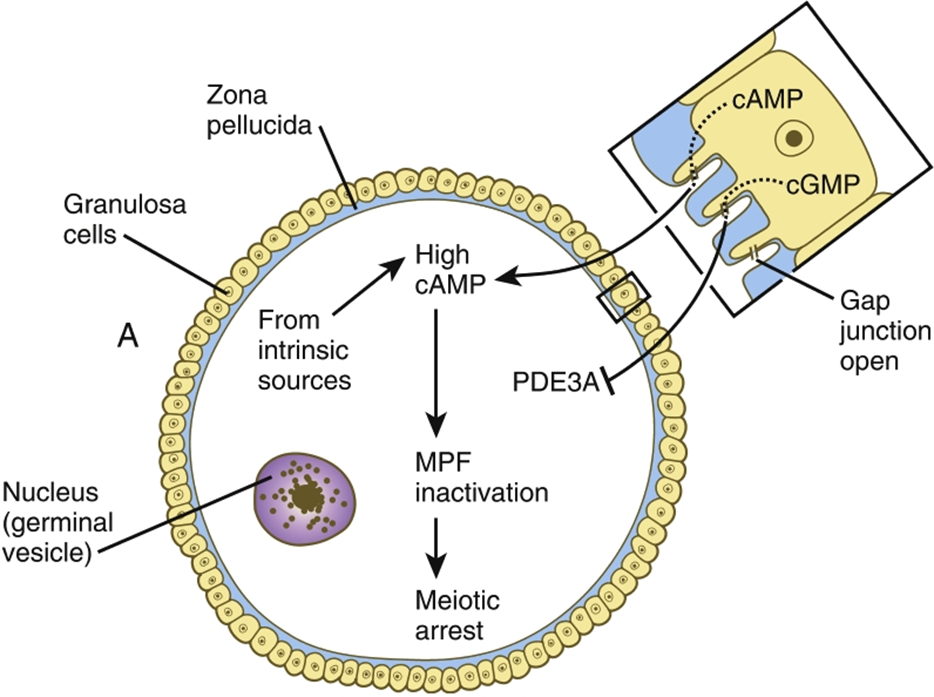 Zona
pellucida
cAMP
cGMP
Granulosa
cells
High
cAMP
Gap
junction
open
A
From
intrinsic
sources
PDE3A
MPF
inactivation
Nucleus
(germinal
vesicle)
Meiotic
arrest